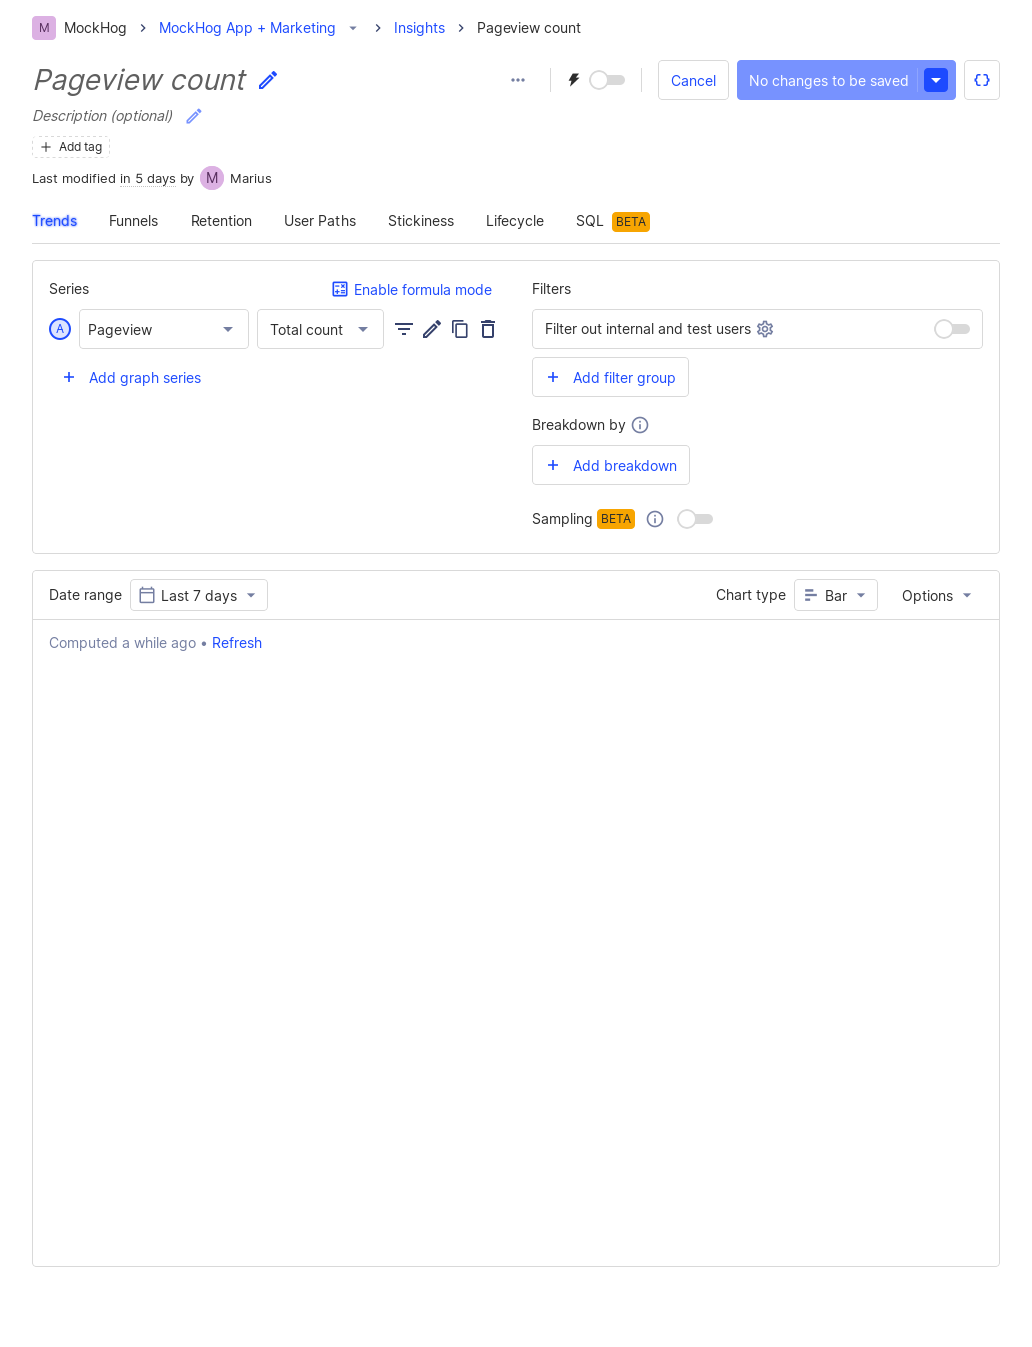 M MockHog MockHog App + Marketing Insights Pageview count
Pageview count
Cancel No changes to be saved
Description (optional)
Add tag
Last modified in 5 days by M Marius
Trends Funnels Retention User Paths Stickiness Lifecycle SQL BETA
Series Enable formula mode
A Pageview Total count
Add graph series
Filters
Filter out internal and test users
Add filter group
Breakdown by
Add breakdown
Sampling BETA
Date range Last 7 days Chart type Bar Options
Computed a while ago • Refresh